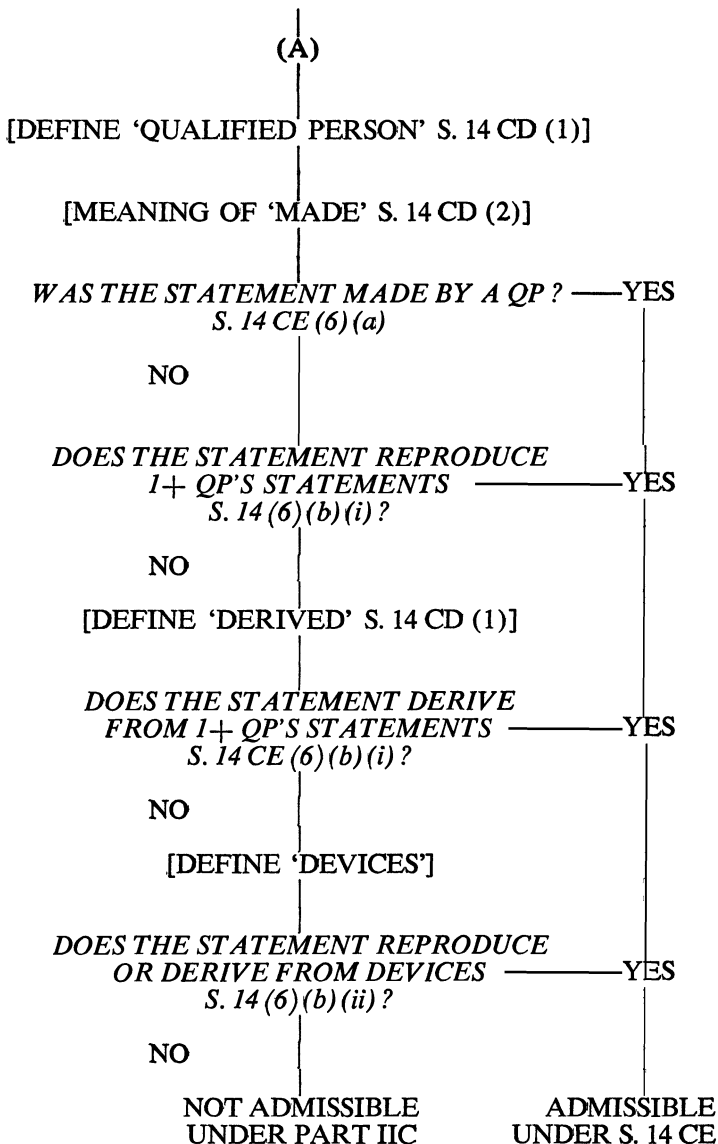 (A)
[DEFINE ‘QUALIFIED PERSON’ S. 14 CD (1)]
[MEANING OF ‘MADE’ S. 14 CD (2)]
WAS THE STATEMENT MADE BY A QP? YES
S. 14 CE (6) (a)
NO
DOES THE STATEMENT REPRODUCE
1+ QP'S STATEMENTS YES
S. 14 (6) (b) (i) ?
NO
[DEFINE ‘DERIVED’ S. 14 CD (1)]
DOES THE STATEMENT DERIVE
FROM 1+ QP'S STATEMENTS YES
S. 14 CE (6) (b) (i) ?
NO
[DEFINE ‘DEVICES’]
DOES THE STATEMENT REPRODUCE
OR DERIVE FROM DEVICES YES
S. 14 (6) (b) (ii) ?
NO
NOT ADMISSIBLE ADMISSIBLE
UNDER PART IIC UNDER S. 14 CE